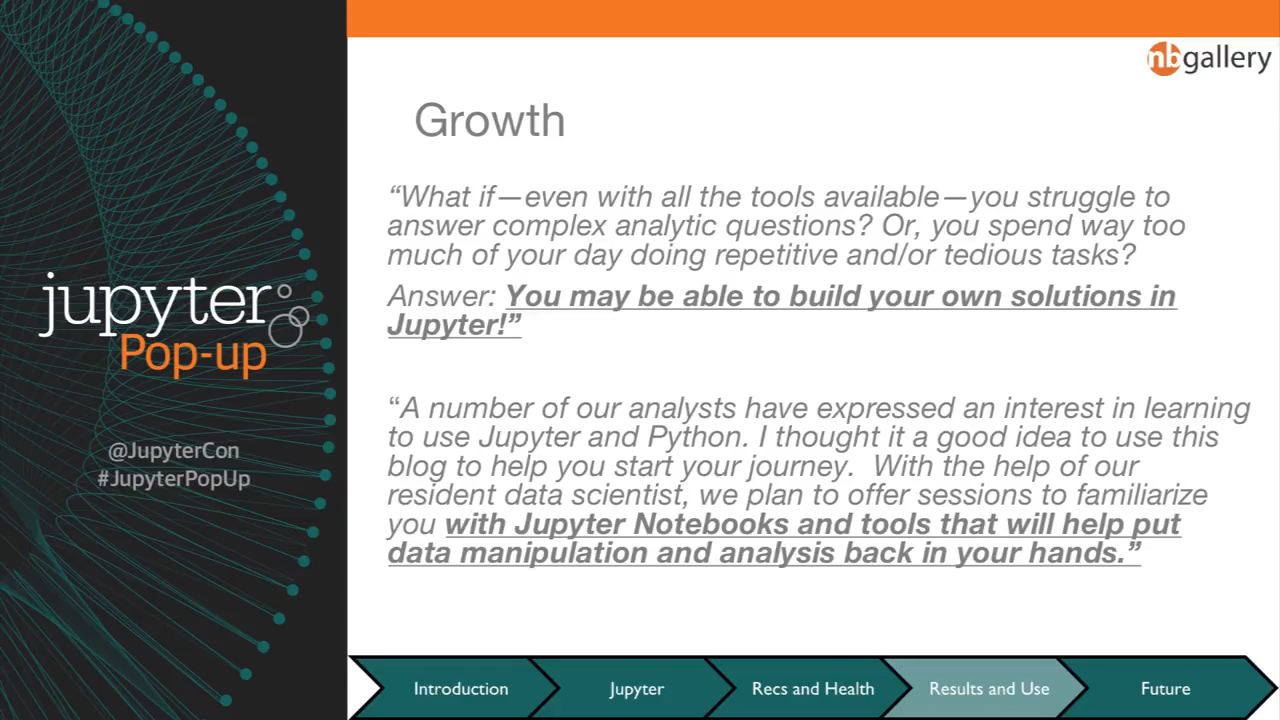 nbgallery
Growth
“What if—even with all the tools available—you struggle to
answer complex analytic questions? Or, you spend way too
much of your day doing repetitive and/or tedious tasks?
Answer: You may be able to build your own solutions in
Jupyter!”
“A number of our analysts have expressed an interest in learning
to use Jupyter and Python. I thought it a good idea to use this
blog to help you start your journey.  With the help of our
resident data scientist, we plan to offer sessions to familiarize
you with Jupyter Notebooks and tools that will help put
data manipulation and analysis back in your hands.”
jupyter
Pop-up
@JupyterCon
#JupyterPopUp
Introduction
Jupyter
Recs and Health
Results and Use
Future